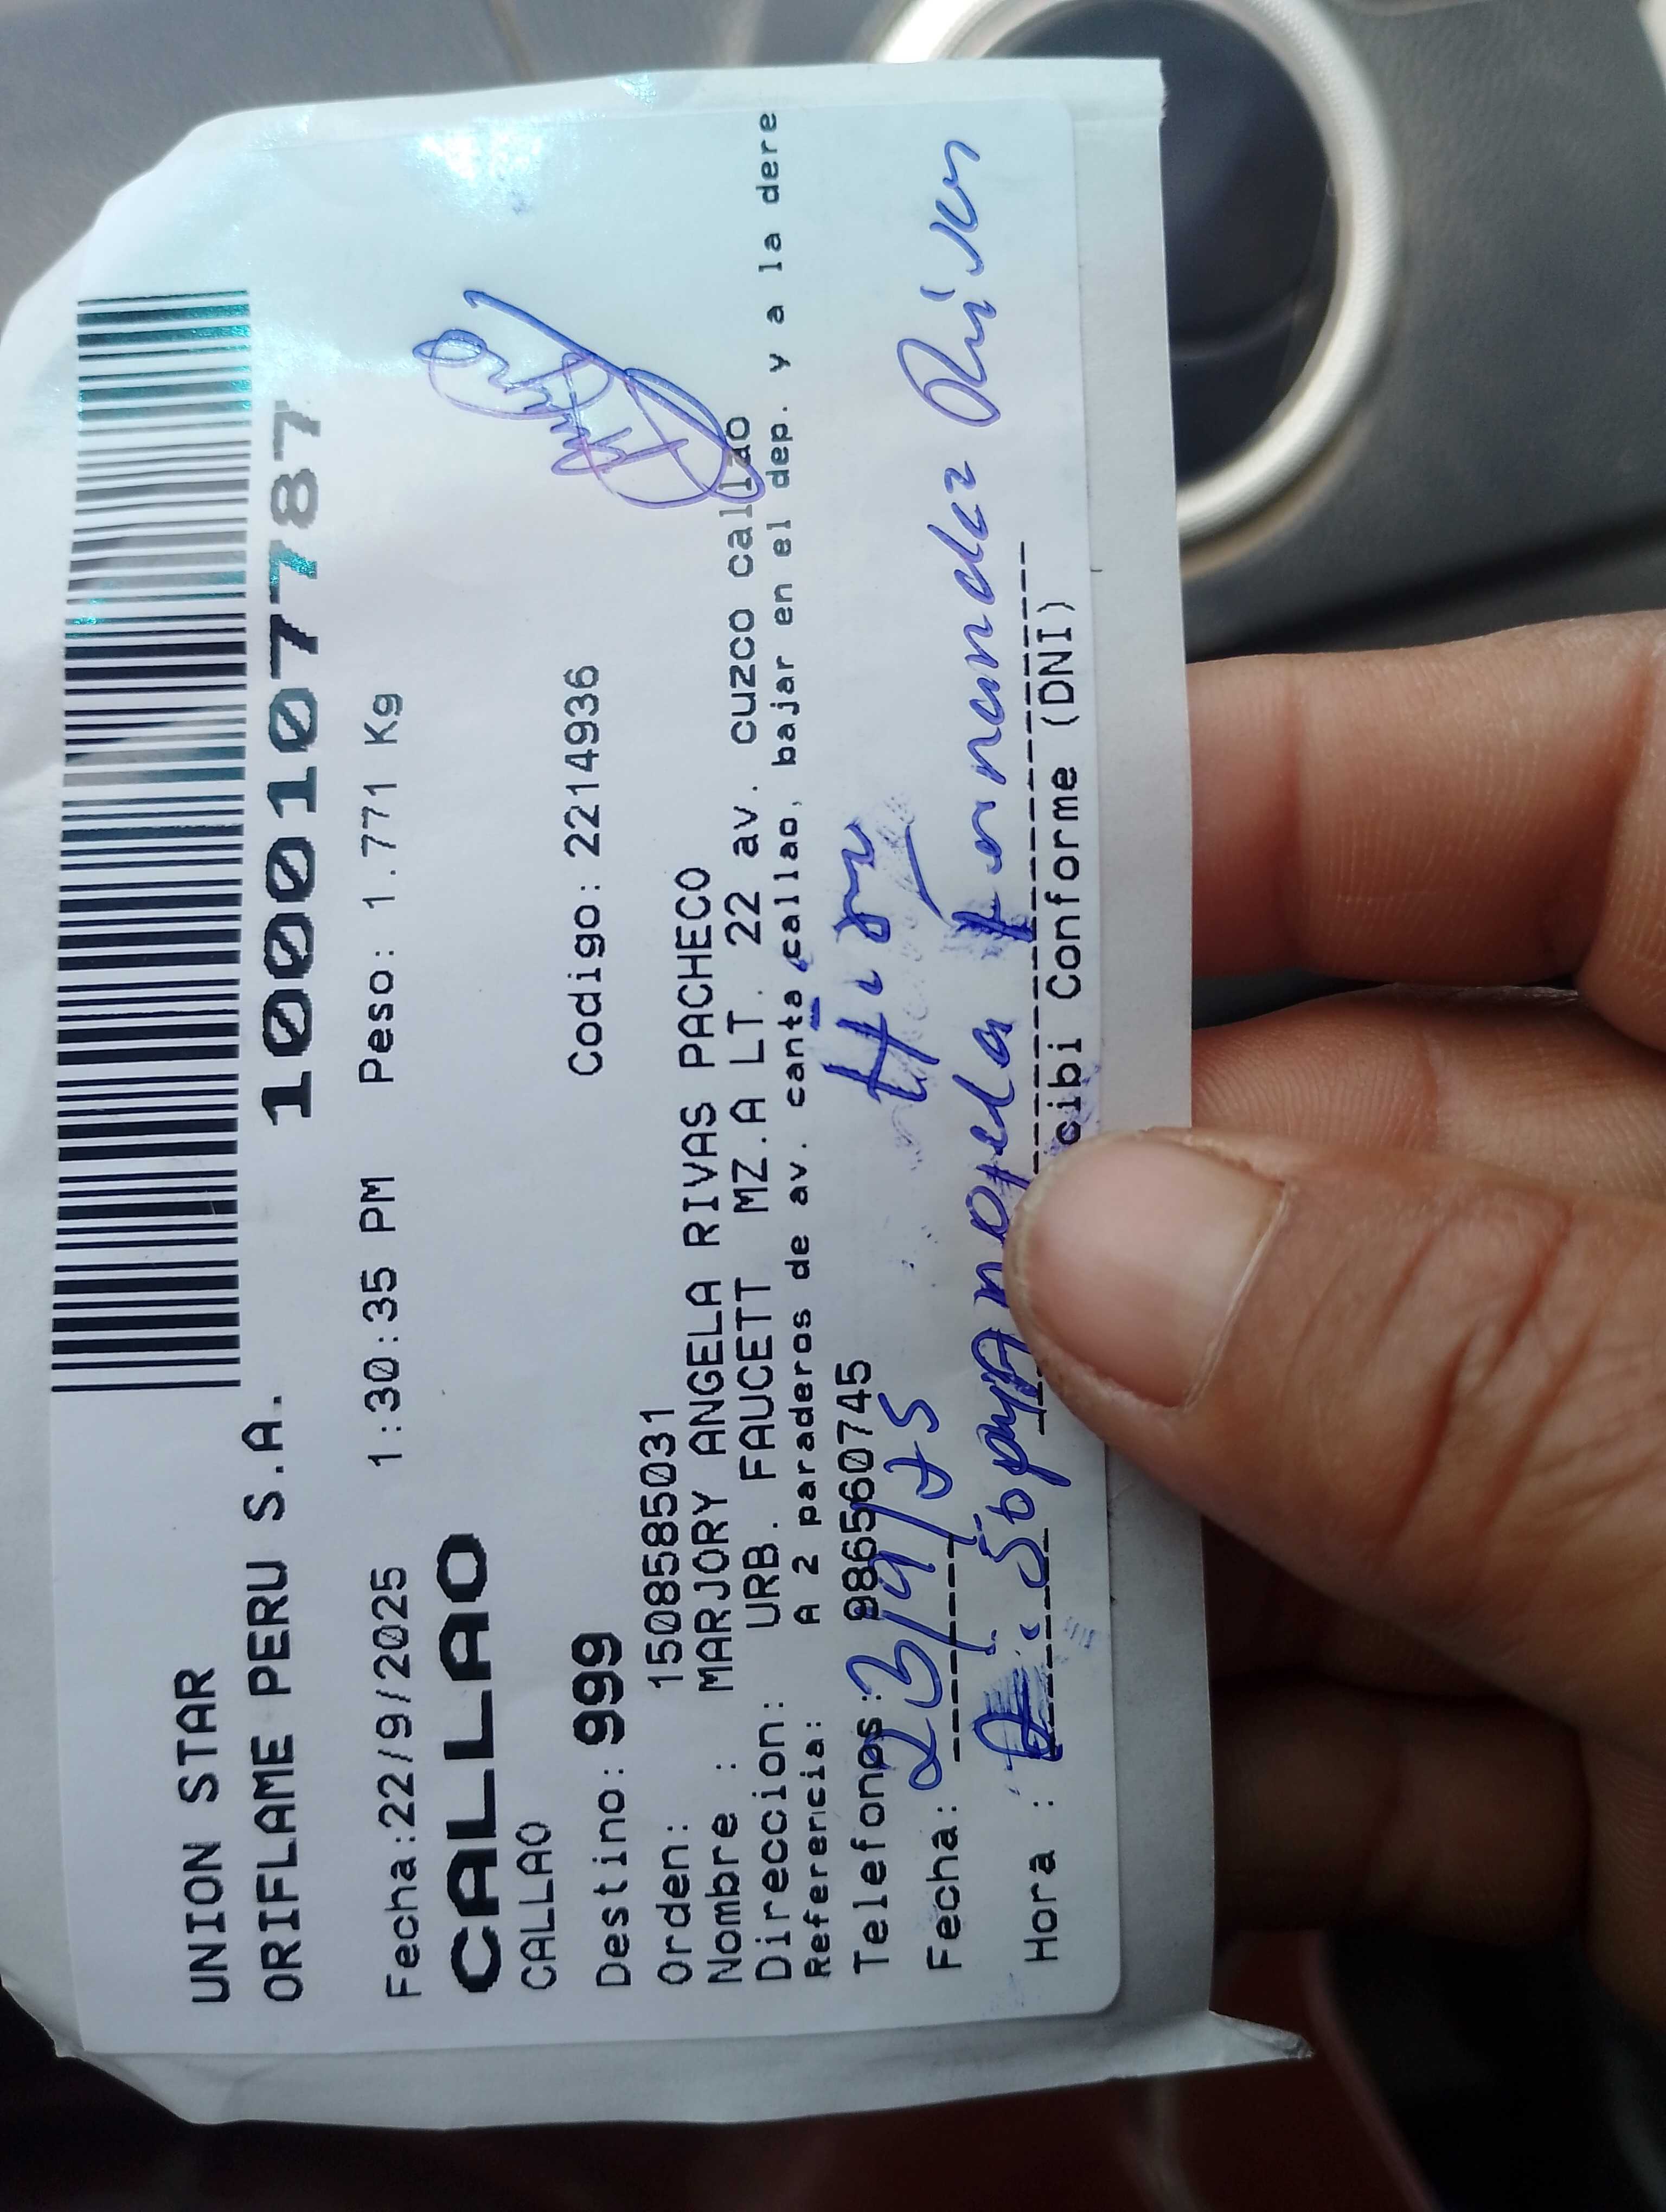 UNION STAR
ORIFLAME PERU S.A.
1000107787
Fecha:22/9/2025 1:30:35 PM Peso: 1.771 Kg
CALLAO
CALLAO
Destino: 999 Codigo: 2214936
Orden: 1508585031
Nombre : MARJORY ANGELA RIVAS PACHECO
Direccion: URB. FAUCETT MZ.A LT. 22 av. cuzco callao
Referencia: A 2 paraderos de av. canta callao, bajar en el dep. y a la dere
Telefonos: 986560745
Fecha: 23/9/25
Hora : Fernandez
cibi Conforme (DNI)